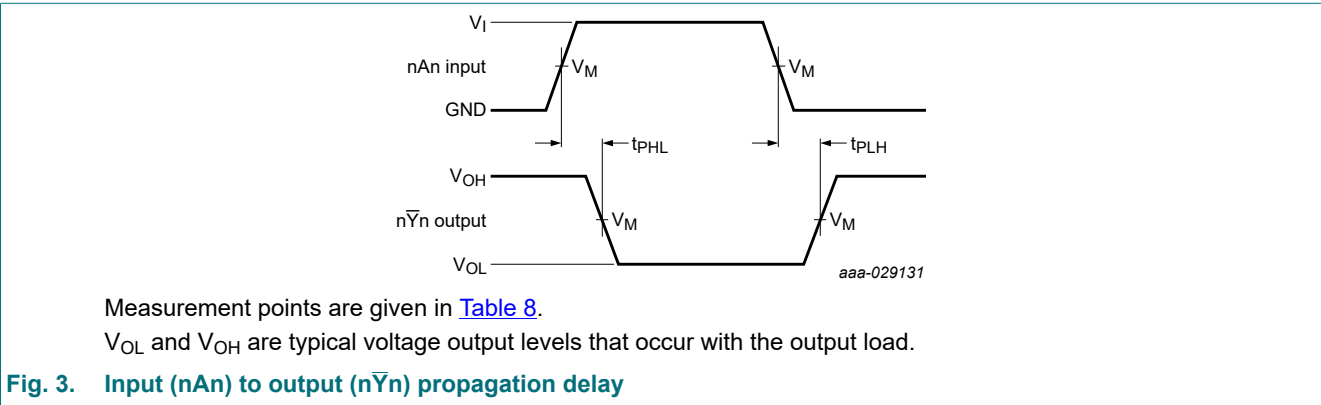 V_I
nAn input
V_M
V_M
GND
t_PHL
t_PLH
V_OH
nY̅n output
V_M
V_M
V_OL
aaa-029131
Measurement points are given in Table 8.
V_OL and V_OH are typical voltage output levels that occur with the output load.
Fig. 3. Input (nAn) to output (nY̅n) propagation delay